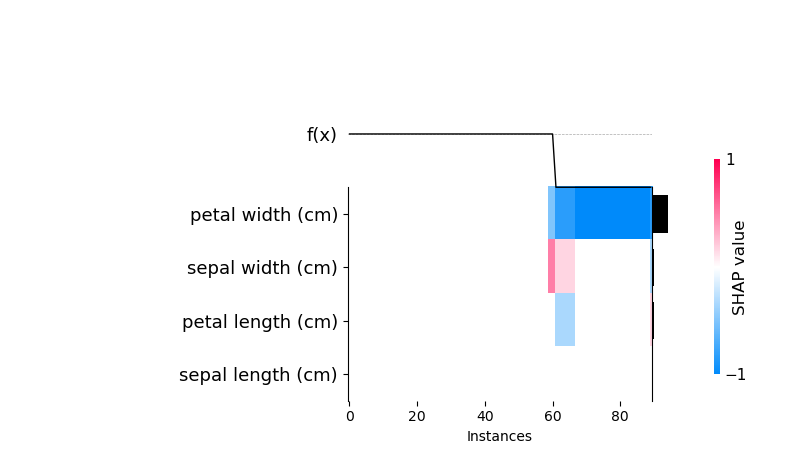 f(x)
petal width (cm)
sepal width (cm)
petal length (cm)
sepal length (cm)
0 20 40 60 80
Instances
1
SHAP value
−1